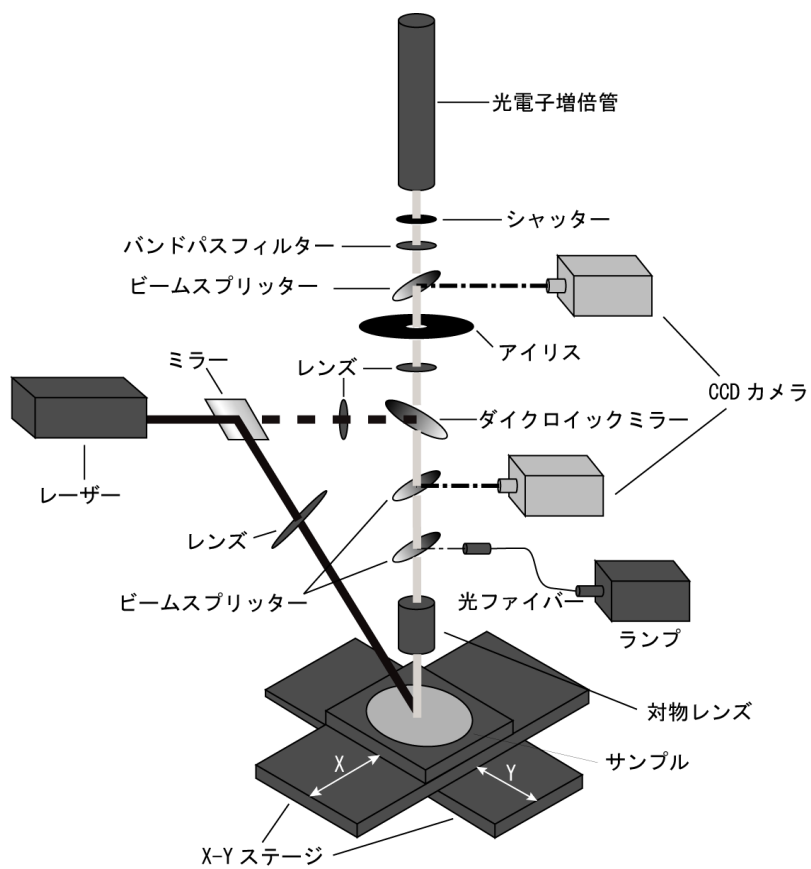 光電子増倍管
シャッター
バンドパスフィルター
ビームスプリッター
アイリス
ミラー
レンズ
CCD カメラ
ダイクロイックミラー
レーザー
レンズ
ビームスプリッター
光ファイバー
ランプ
対物レンズ
サンプル
X
Y
X-Y ステージ